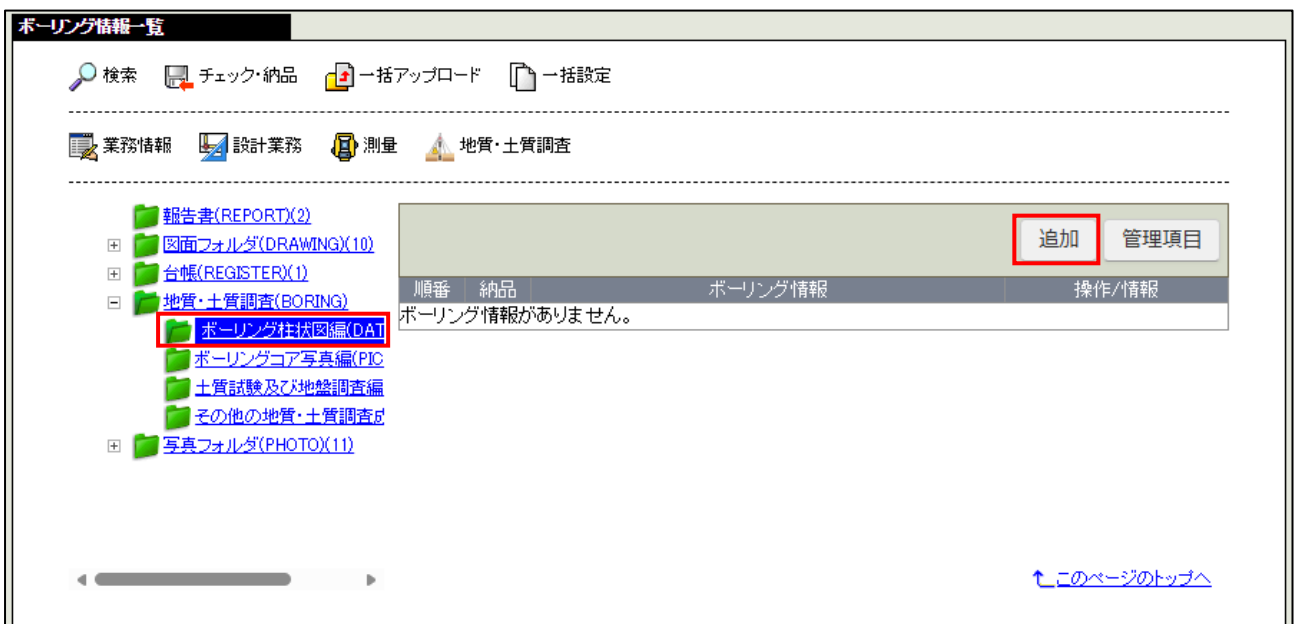 ボーリング情報一覧
検索 チェック・納品 一括アップロード 一括設定
業務情報 設計業務 測量 地質・土質調査
報告書(REPORT)(2)
図面フォルダ(DRAWING)(10)
台帳(REGISTER)(1)
地質・土質調査(BORING)
ボーリング柱状図編(DAT
ボーリングコア写真編(PIC
土質試験及び地盤調査編
その他の地質・土質調査成
写真フォルダ(PHOTO)(11)
追加 管理項目
順番 納品 ボーリング情報 操作/情報
ボーリング情報がありません。
このページのトップへ